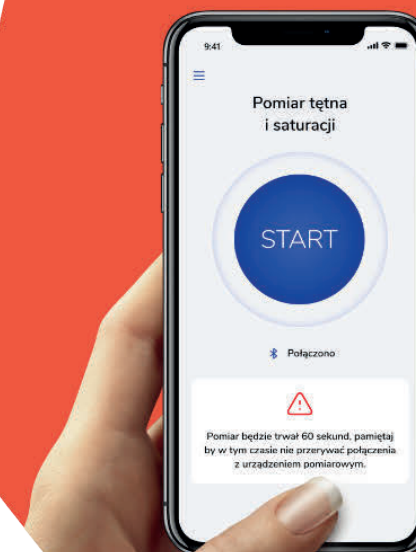 9:41
Pomiar tętna
i saturacji
START
Połączono
Pomiar będzie trwał 60 sekund, pamiętaj
by w tym czasie nie przerywać połączenia
z urządzeniem pomiarowym.